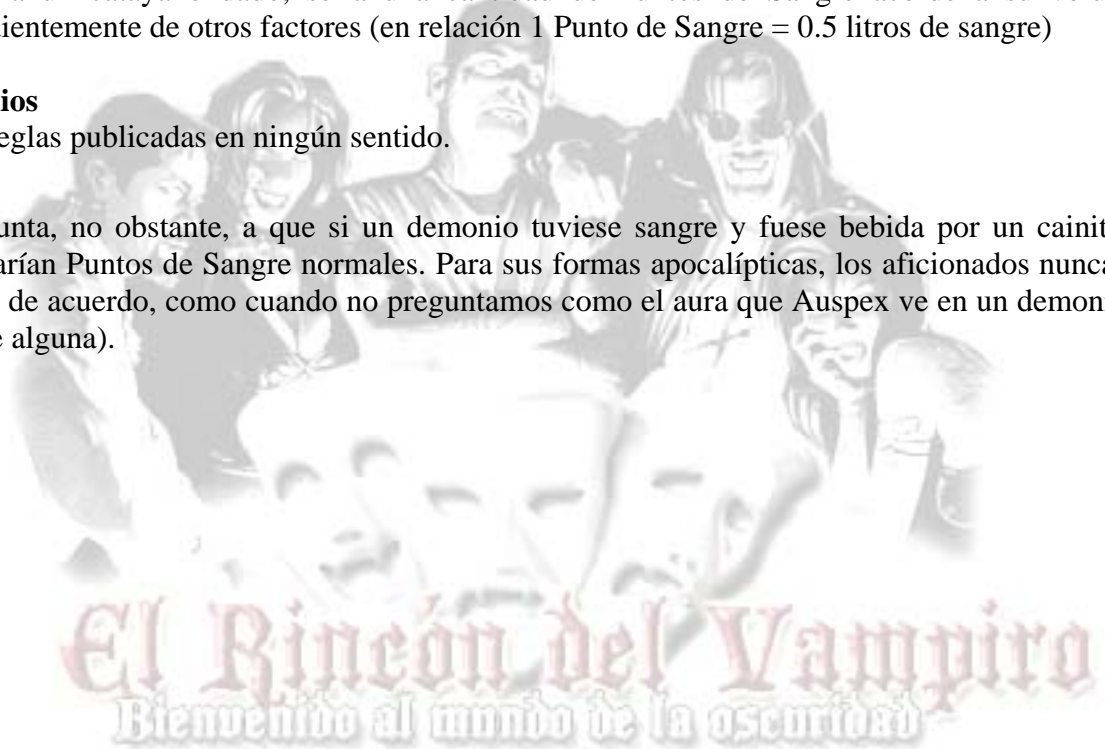 dientemente de otros factores (en relación 1 Punto de Sangre = 0.5 litros de sangre)
ios
eglas publicadas en ningún sentido.
unta, no obstante, a que si un demonio tuviese sangre y fuese bebida por un cainit
arían Puntos de Sangre normales. Para sus formas apocalípticas, los aficionados nunca
de acuerdo, como cuando no preguntamos como el aura que Auspex ve en un demoni
e alguna).
El Rincón del Vampiro
Bienvenido al mundo de la oscuridad